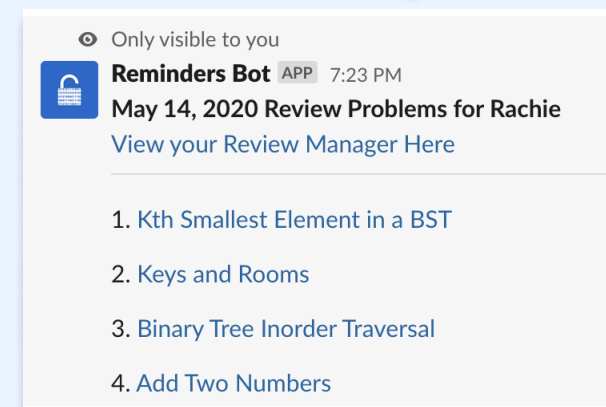 Only visible to you
Reminders Bot APP 7:23 PM
May 14, 2020 Review Problems for Rachie
View your Review Manager Here
1. Kth Smallest Element in a BST
2. Keys and Rooms
3. Binary Tree Inorder Traversal
4. Add Two Numbers